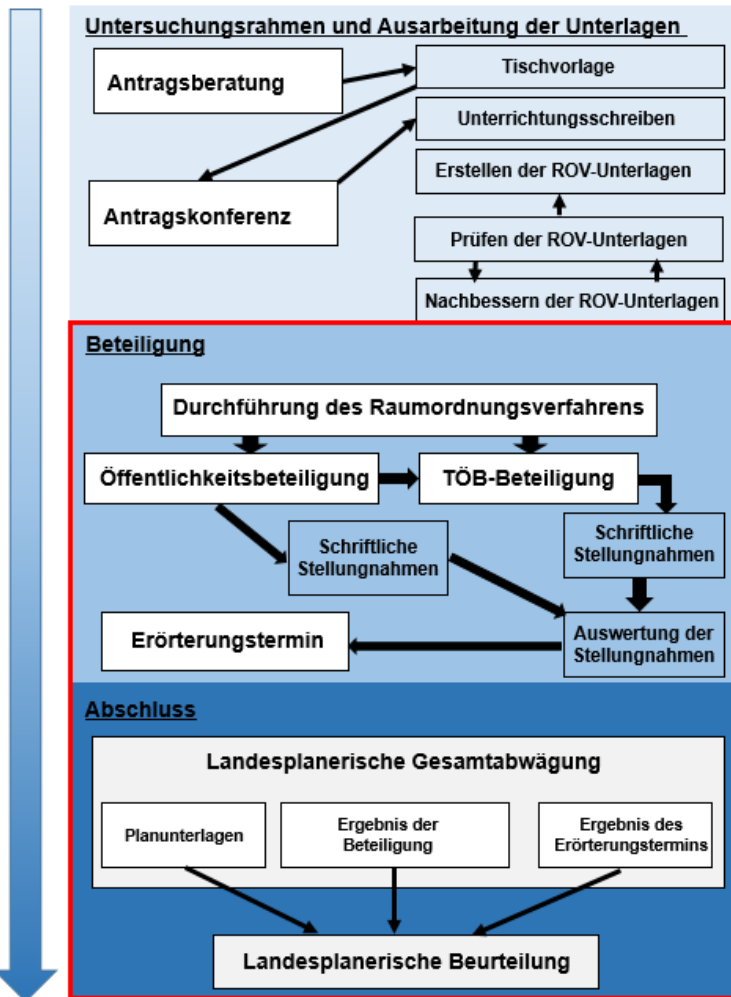 Untersuchungsrahmen und Ausarbeitung der Unterlagen
Antragsberatung
Tischvorlage
Unterrichtungsschreiben
Erstellen der ROV-Unterlagen
Antragskonferenz
Prüfen der ROV-Unterlagen
Nachbessern der ROV-Unterlagen
Beteiligung
Durchführung des Raumordnungsverfahrens
Öffentlichkeitsbeteiligung
TÖB-Beteiligung
Schriftliche
Stellungnahmen
Schriftliche
Stellungnahmen
Erörterungstermin
Auswertung der
Stellungnahmen
Abschluss
Landesplanerische Gesamtabwägung
Planunterlagen
Ergebnis der
Beteiligung
Ergebnis des
Erörterungstermins
Landesplanerische Beurteilung